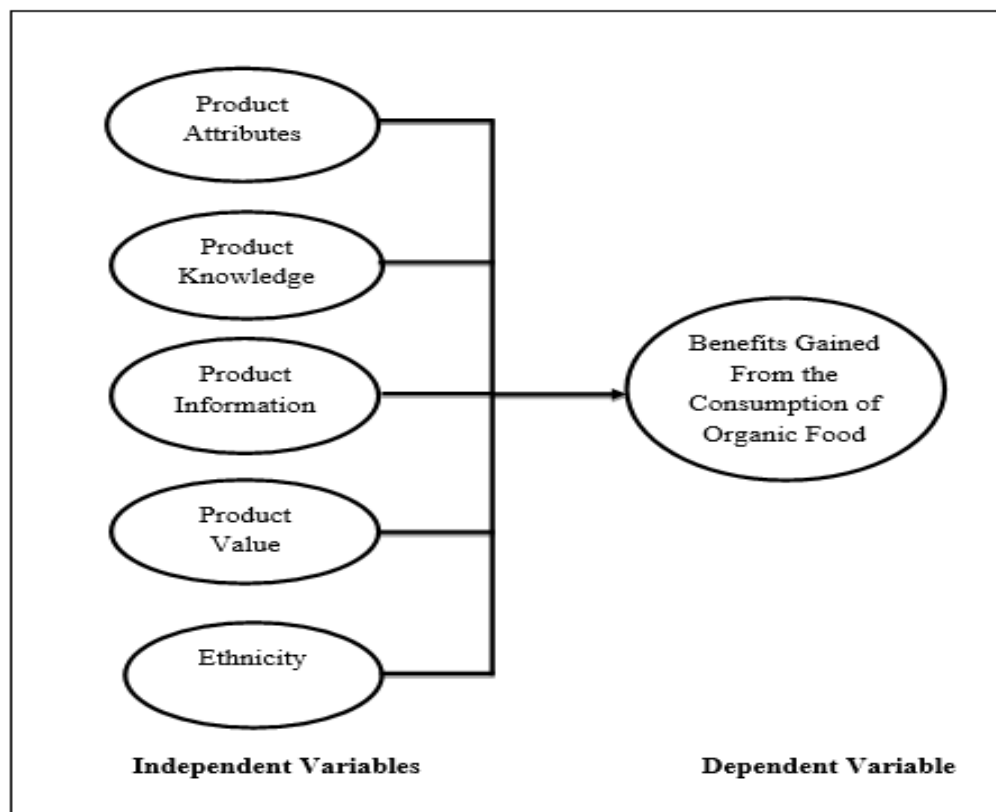 Product
Attributes
Product
Knowledge
Product
Information
Product
Value
Ethnicity
Benefits Gained
From the
Consumption of
Organic Food
Independent Variables
Dependent Variable